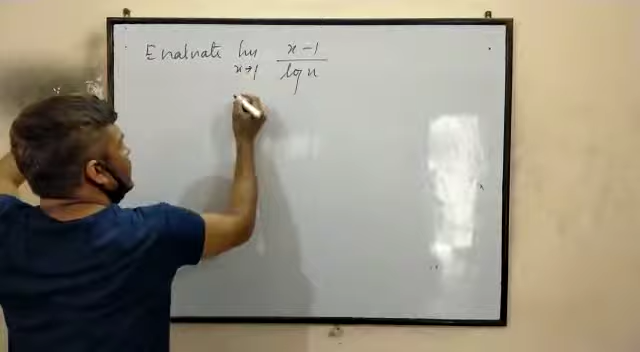 Evaluate lim x→1 x-1 / log x